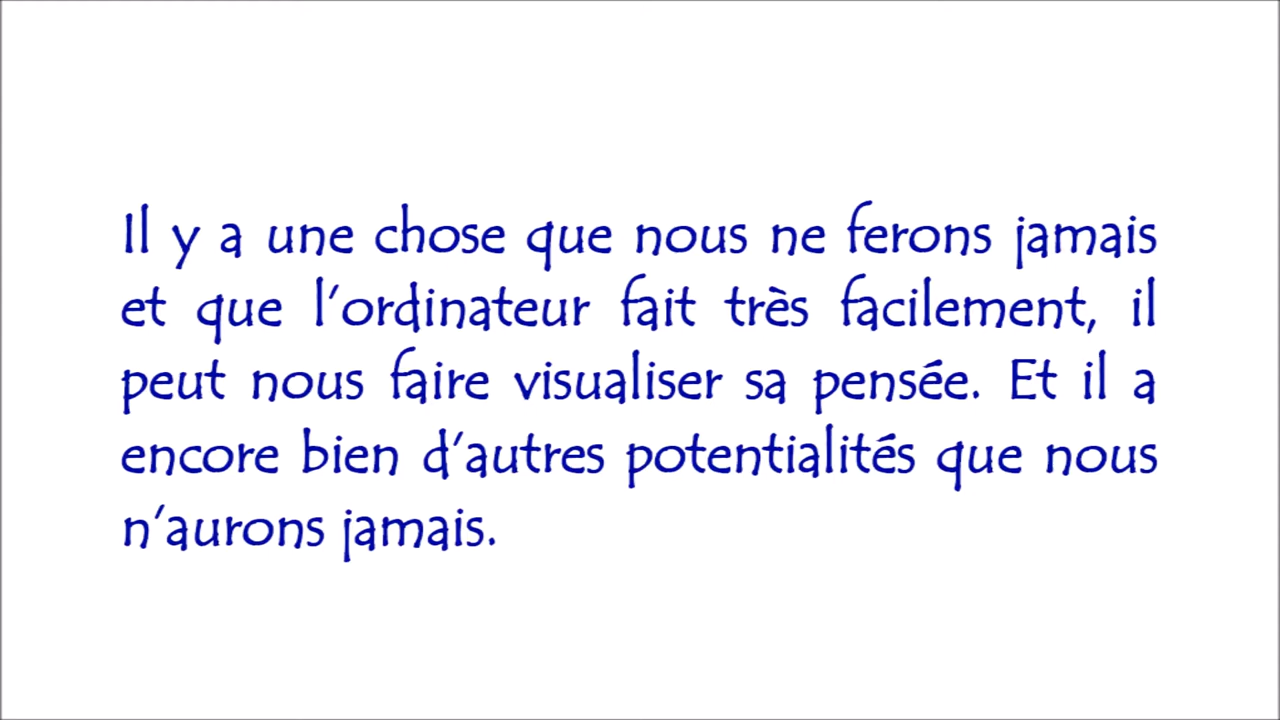 Il y a une chose que nous ne ferons jamais
et que l’ordinateur fait très facilement, il
peut nous faire visualiser sa pensée. Et il a
encore bien d’autres potentialités que nous
n’aurons jamais.